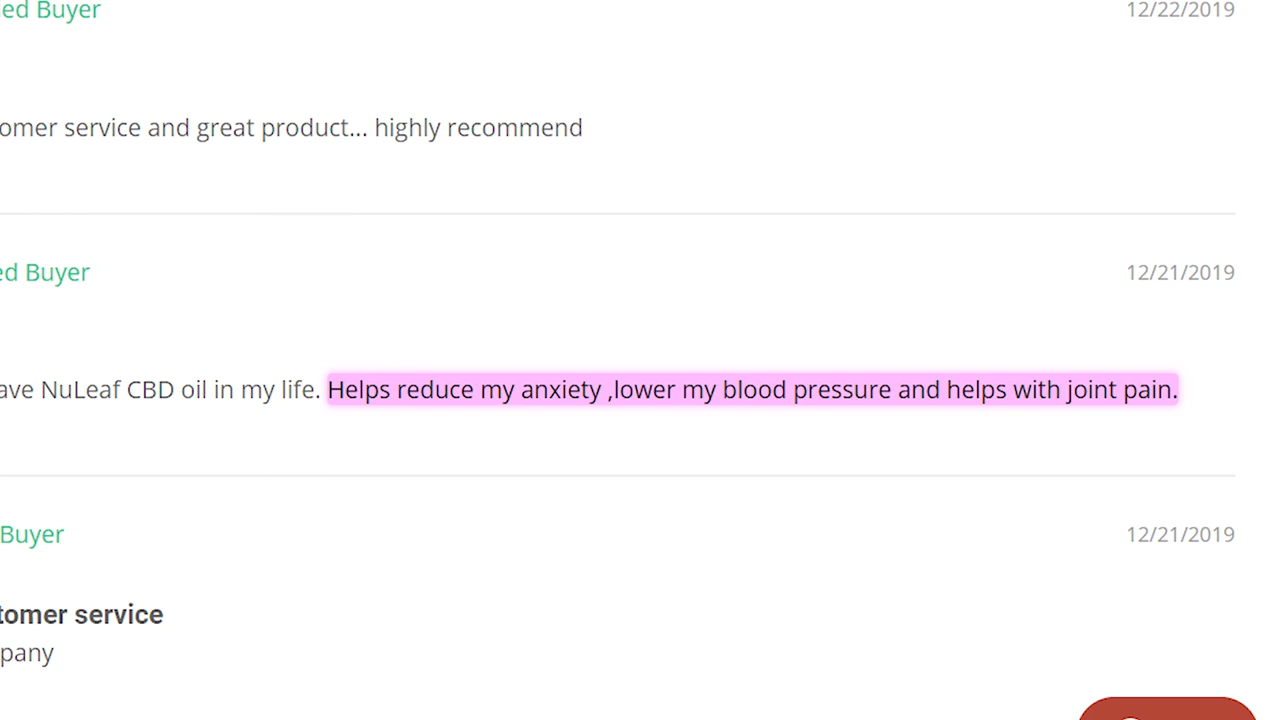 ed Buyer 12/22/2019
omer service and great product... highly recommend
ed Buyer 12/21/2019
ave NuLeaf CBD oil in my life. Helps reduce my anxiety ,lower my blood pressure and helps with joint pain.
Buyer 12/21/2019
tomer service
pany